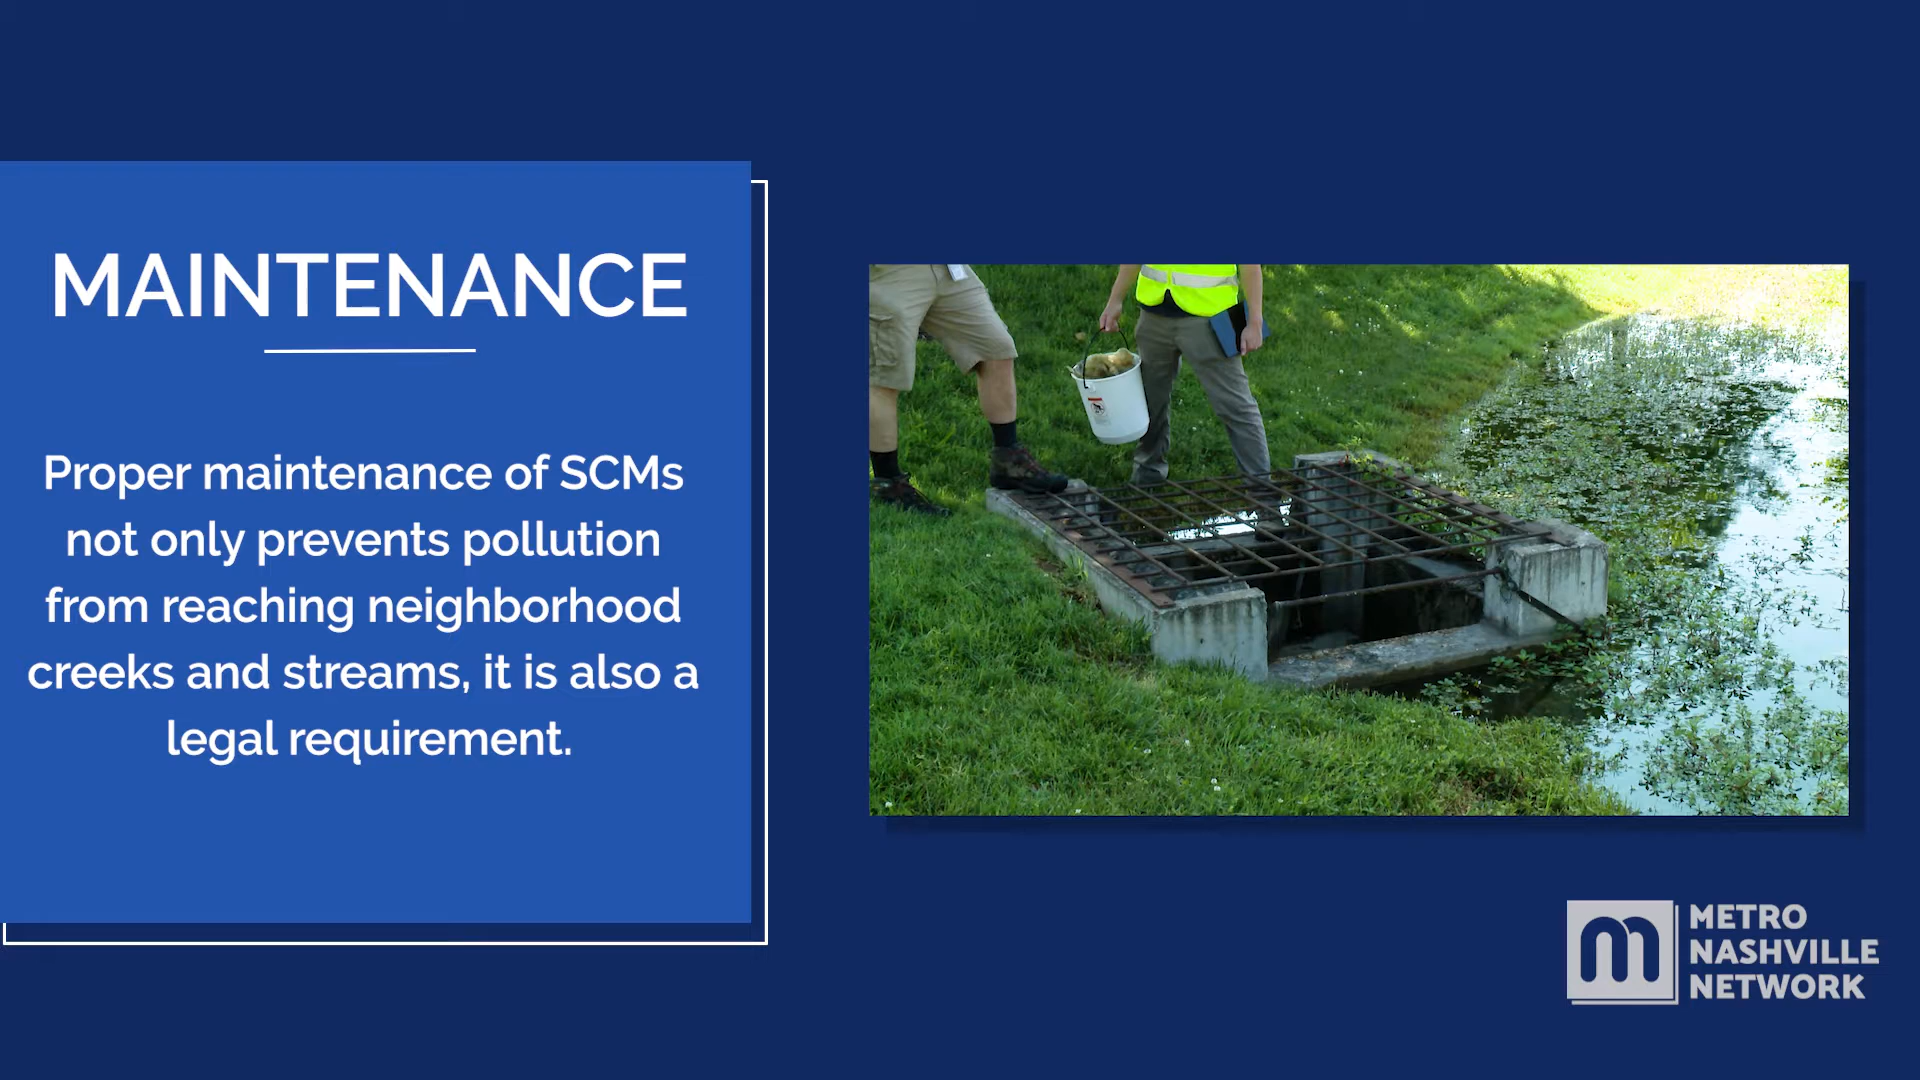 MAINTENANCE
Proper maintenance of SCMs
not only prevents pollution
from reaching neighborhood
creeks and streams, it is also a
legal requirement.
METRO
NASHVILLE
NETWORK